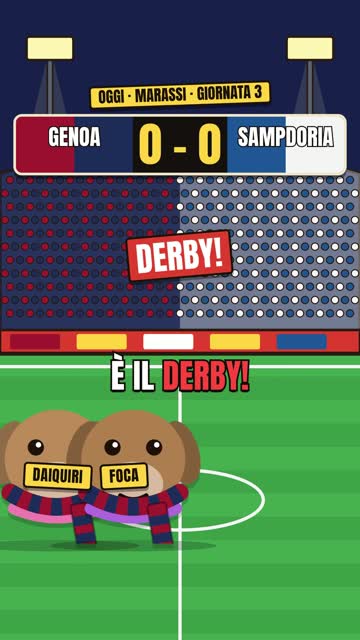 OGGI · MARASSI · GIORNATA 3
GENOA 0 - 0 SAMPDORIA
DERBY!
È IL DERBY!
DAIQUIRI FOCA